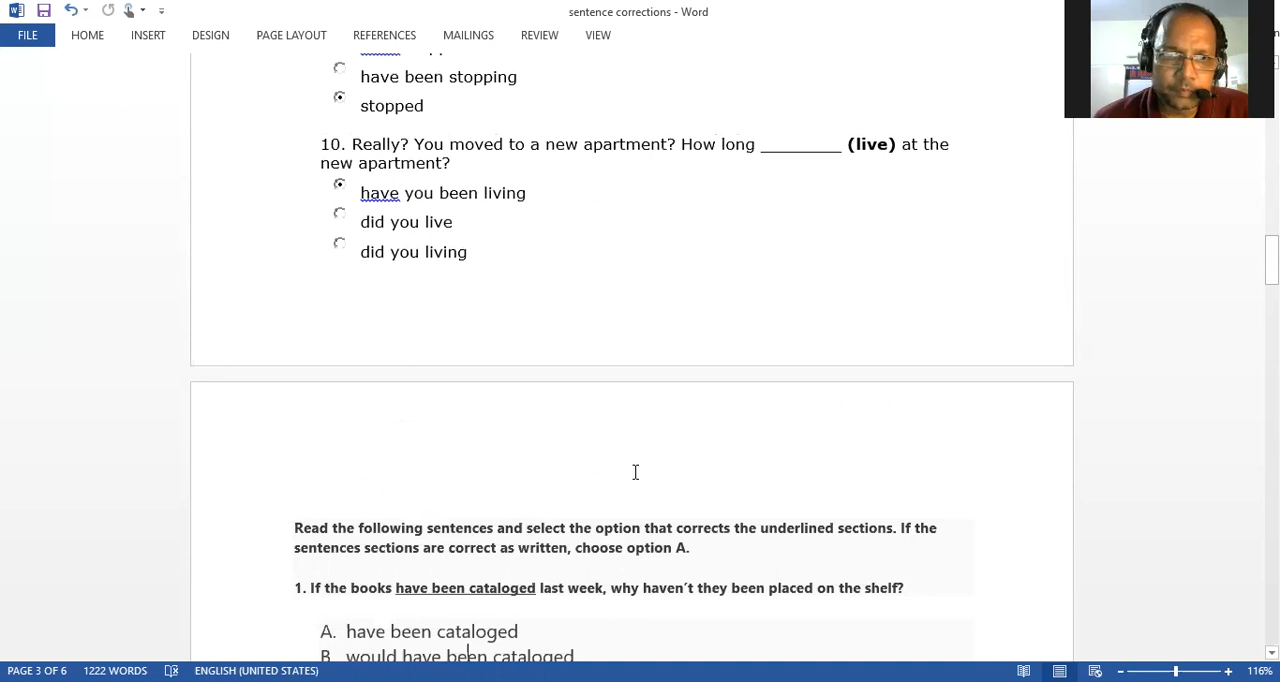 sentence corrections - Word
FILE HOME INSERT DESIGN PAGE LAYOUT REFERENCES MAILINGS REVIEW VIEW
have been stopping
stopped
10. Really? You moved to a new apartment? How long ________ (live) at the
new apartment?
have you been living
did you live
did you living
Read the following sentences and select the option that corrects the underlined sections. If the
sentences sections are correct as written, choose option A.
1. If the books have been cataloged last week, why haven´t they been placed on the shelf?
A. have been cataloged
B. would have been cataloged
PAGE 3 OF 6 1222 WORDS ENGLISH (UNITED STATES) 116%